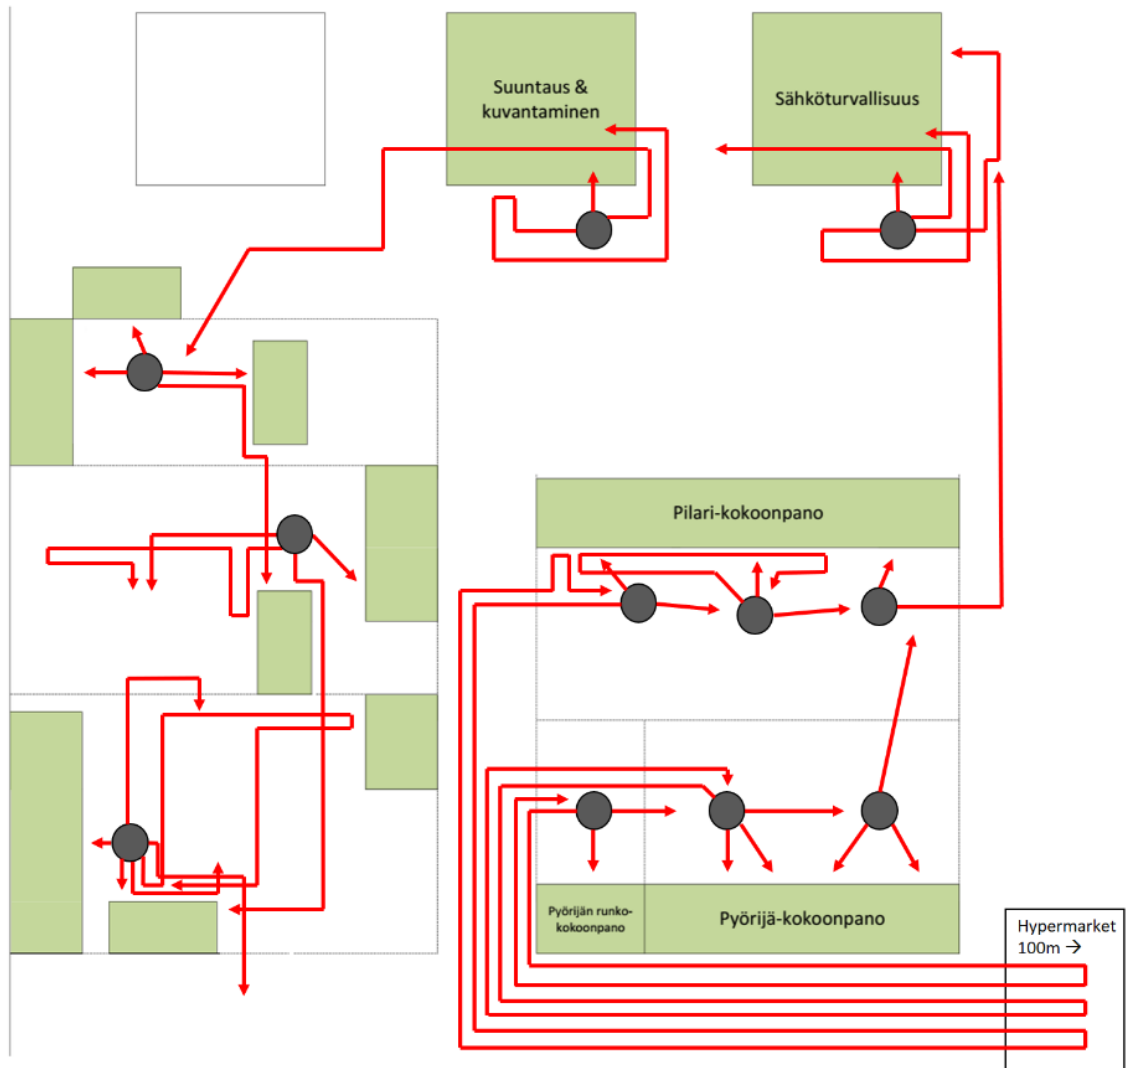 Suuntaus &
kuvantaminen
Sähköturvallisuus
Pilari-kokoonpano
Pyörijän runko-
kokoonpano
Pyörijä-kokoonpano
Hypermarket
100m →